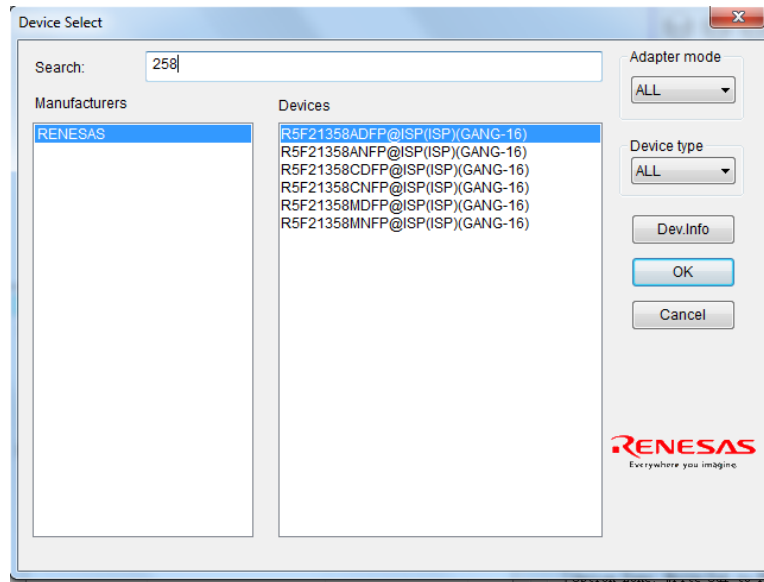 Device Select
Search:
258
Adapter mode
ALL
Manufacturers
Devices
RENESAS
R5F21358ADFP@ISP(ISP)(GANG-16)
R5F21358ANFP@ISP(ISP)(GANG-16)
R5F21358CDFP@ISP(ISP)(GANG-16)
R5F21358CNFP@ISP(ISP)(GANG-16)
R5F21358MDFP@ISP(ISP)(GANG-16)
R5F21358MNFP@ISP(ISP)(GANG-16)
Device type
ALL
Dev.Info
OK
Cancel
RENESAS
Everywhere you imagine.